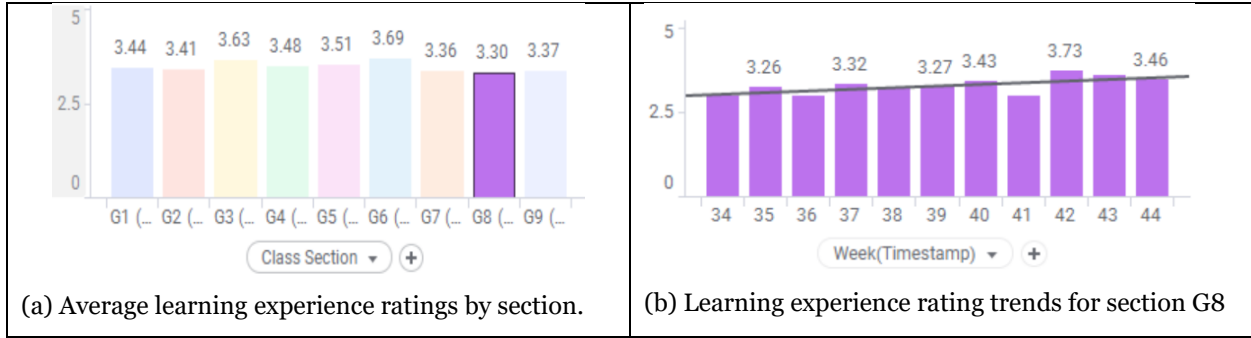 5
3.44 3.41 3.63 3.48 3.51 3.69 3.36 3.30 3.37
2.5
0
G1 (... G2 (... G3 (... G4 (... G5 (... G6 (... G7 (... G8 (... G9 (...
Class Section
+
(a) Average learning experience ratings by section.
5
3.26 3.32 3.27 3.43 3.73 3.46
2.5
0
34 35 36 37 38 39 40 41 42 43 44
Week(Timestamp)
+
(b) Learning experience rating trends for section G8